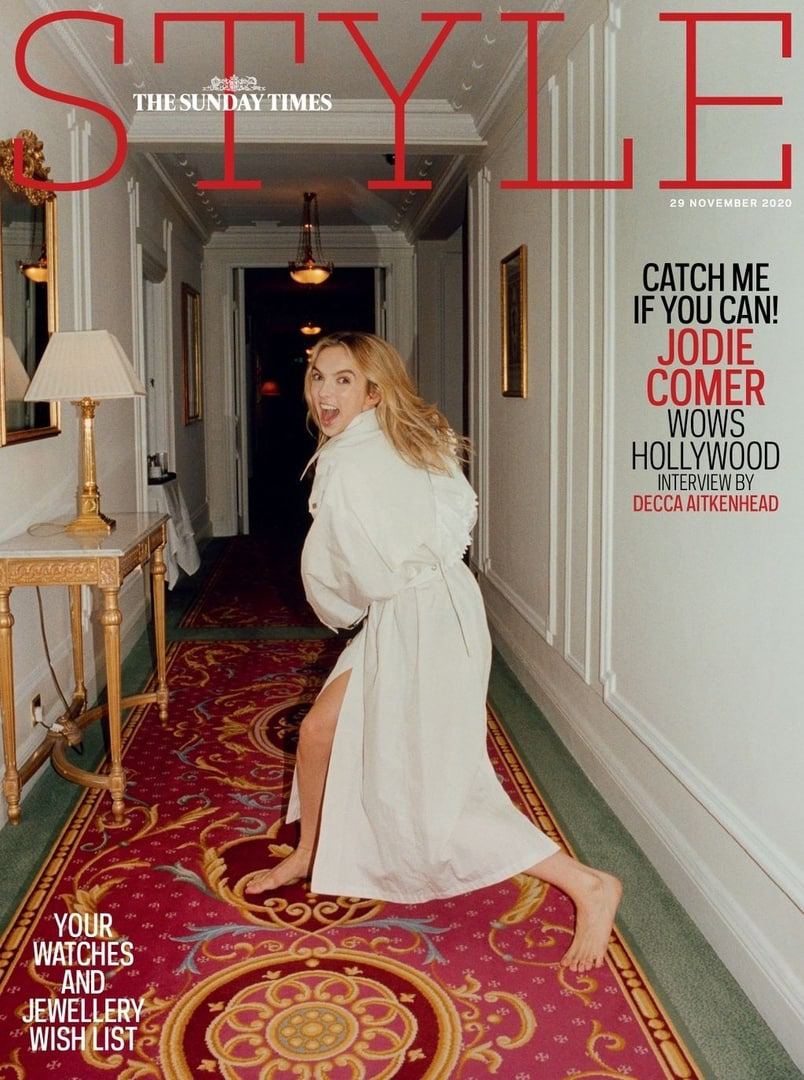 STYLE
THE SUNDAY TIMES
29 NOVEMBER 2020
CATCH ME
IF YOU CAN!
JODIE
COMER
WOWS
HOLLYWOOD
INTERVIEW BY
DECCA AITKENHEAD
YOUR
WATCHES
AND
JEWELLERY
WISH LIST